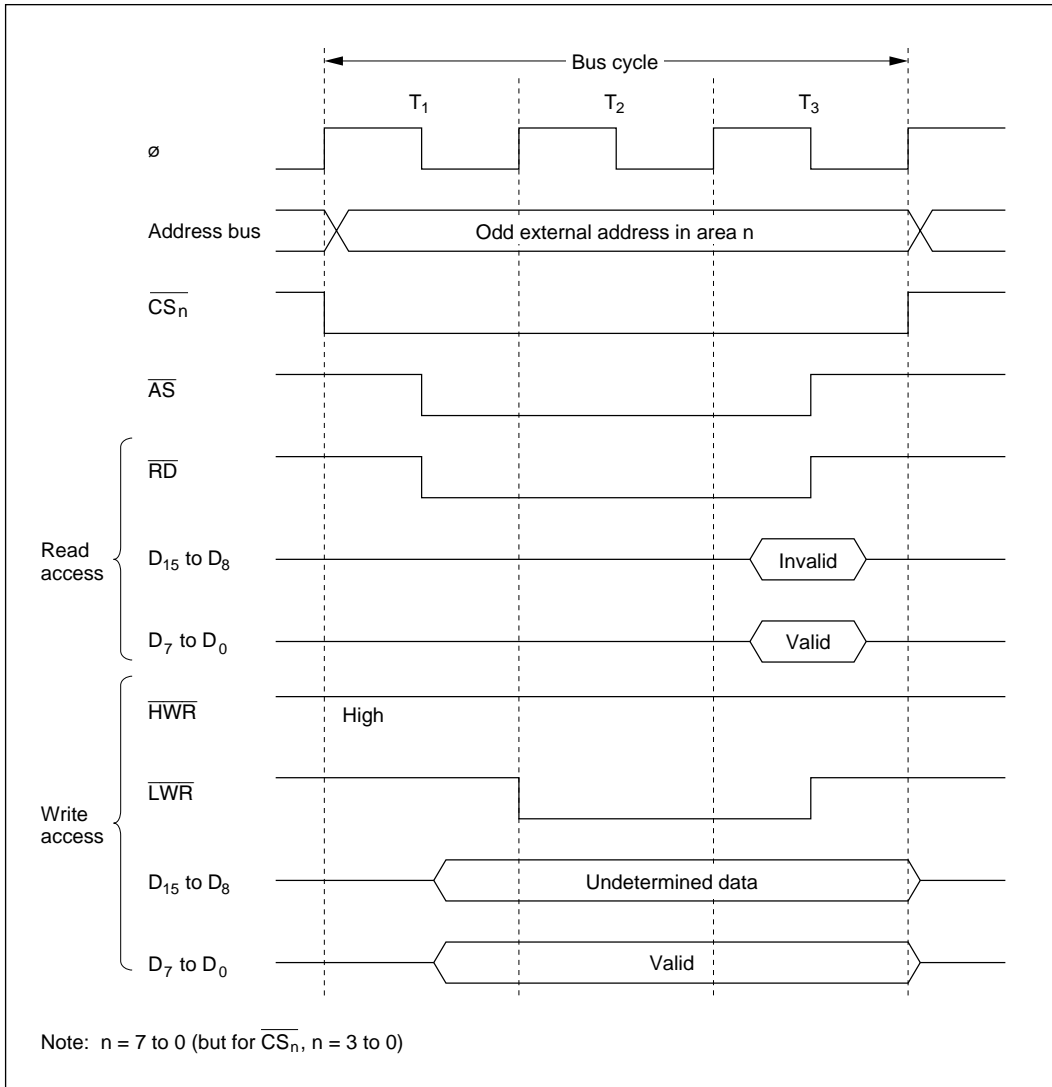 Bus cycle
T1 T2 T3
ø
Address bus Odd external address in area n
CSn
AS
RD
Read access
D15 to D8 Invalid
D7 to D0 Valid
HWR High
LWR
Write access
D15 to D8 Undetermined data
D7 to D0 Valid
Note: n = 7 to 0 (but for CSn, n = 3 to 0)